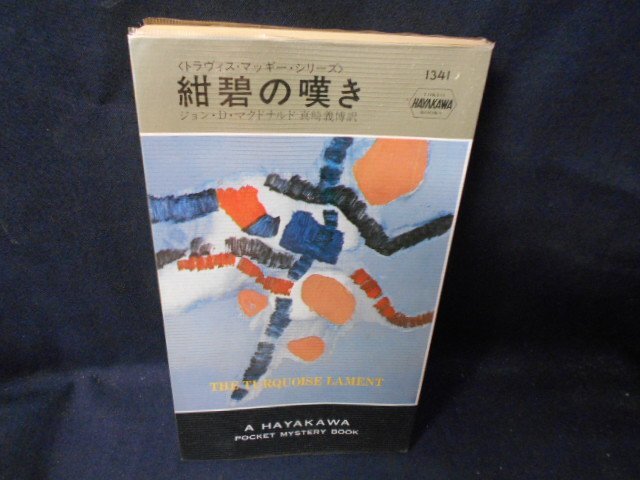 〈トラヴィス・マッギー・シリーズ〉
1341
紺碧の嘆き
HAYAKAWA
ジョン・D・マクドナルド 真崎義博訳
THE TURQUOISE LAMENT
A HAYAKAWA
POCKET MYSTERY BOOK